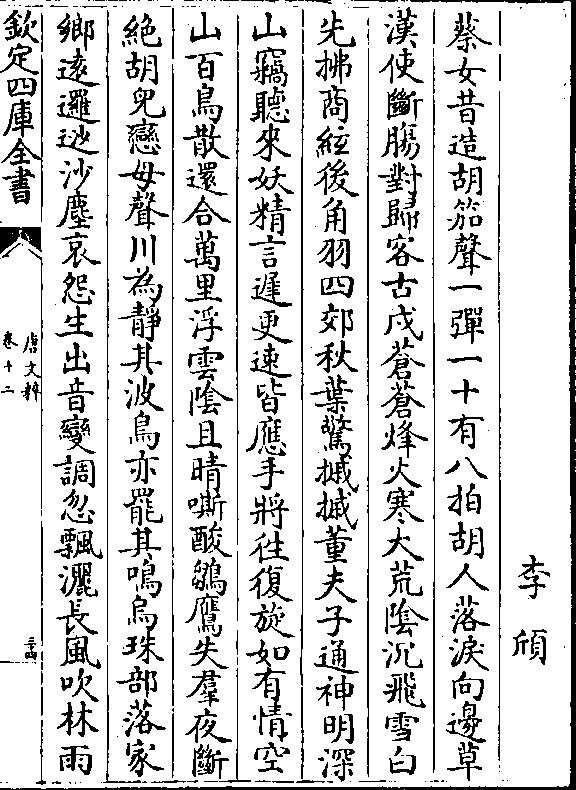 李頎
蔡女昔造胡笳聲一彈一十有八拍胡人落淚向邊草
漢使斷腸對歸客古戍蒼蒼烽火寒大荒陰沉飛雪白
先拂商絃後角羽四郊秋葉驚摵摵董夫子通神明深
山竊聽來妖精言遲更速皆應手將往復旋如有情空
山百鳥散還合萬里浮雲陰且晴嘶酸雛鷹失羣夜斷
絶胡兒戀母聲川為静其波鳥亦罷其鳴烏珠部落家
鄉逺邏逤沙塵哀怨生出音變調忽飄灑長風吹林雨
欽定四庫全書
唐文粹
卷十二
三十四